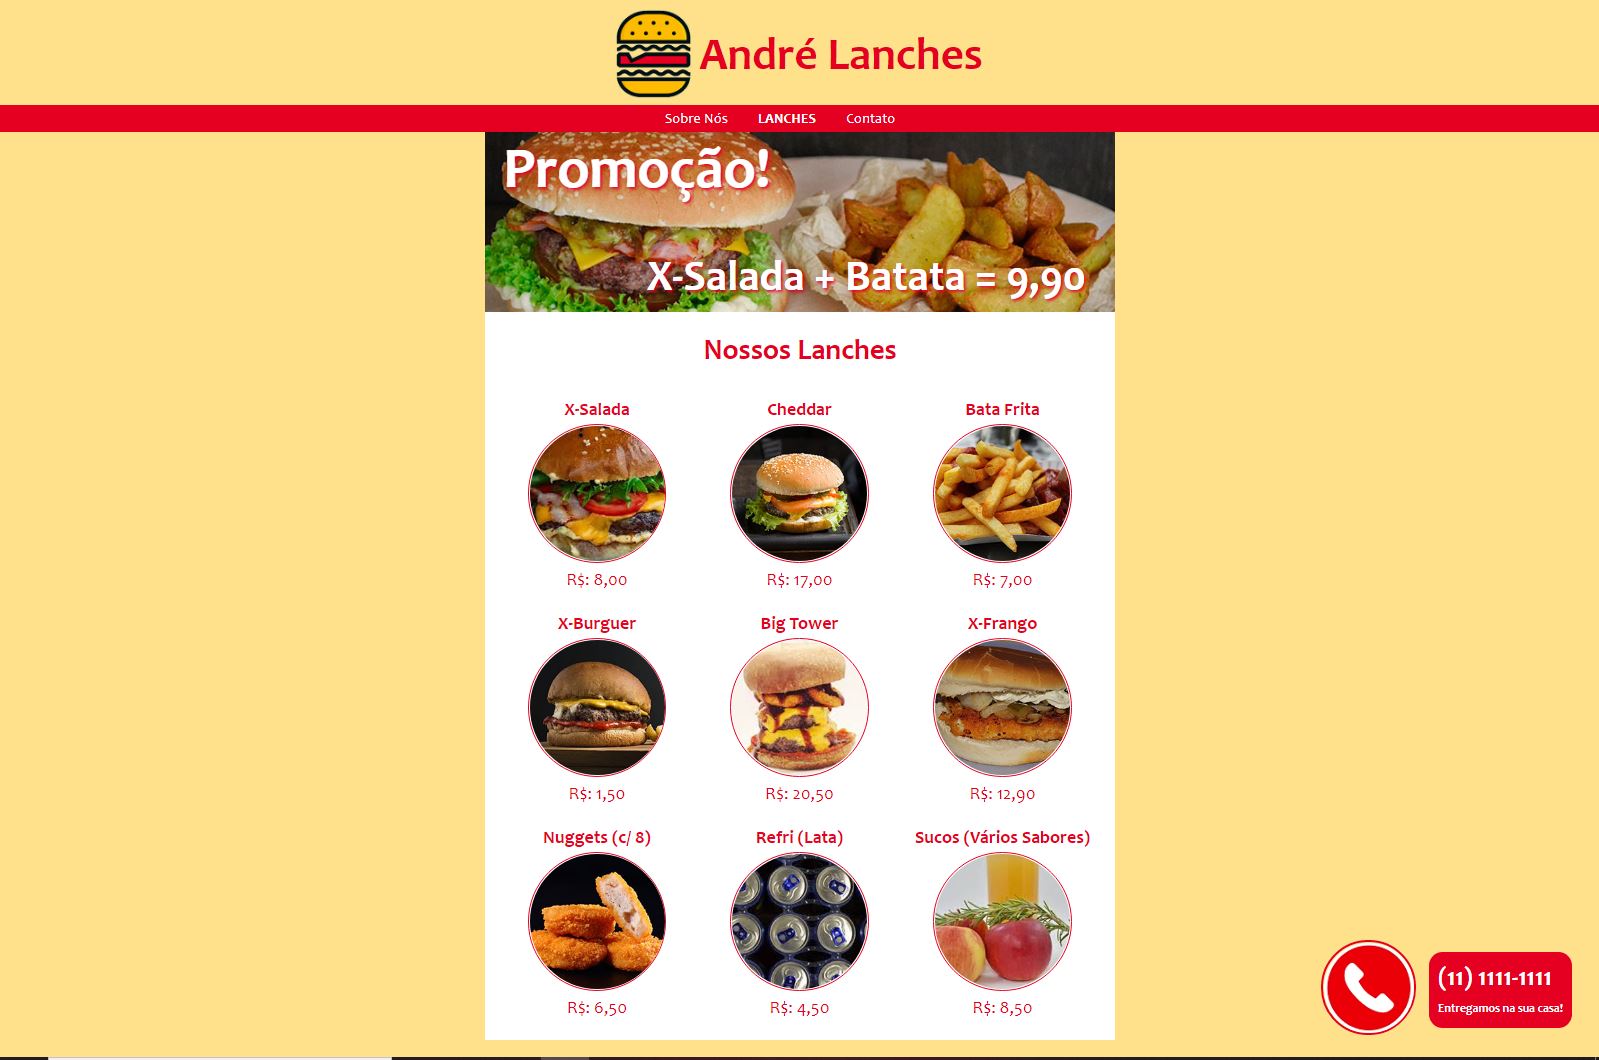 André Lanches
Sobre Nós LANCHES Contato
Promoção!
X-Salada + Batata = 9,90
Nossos Lanches
X-Salada Cheddar Bata Frita
R$: 8,00 R$: 17,00 R$: 7,00
X-Burguer Big Tower X-Frango
R$: 1,50 R$: 20,50 R$: 12,90
Nuggets (c/ 8) Refri (Lata) Sucos (Vários Sabores)
R$: 6,50 R$: 4,50 R$: 8,50
(11) 1111-1111
Entregamos na sua casa!